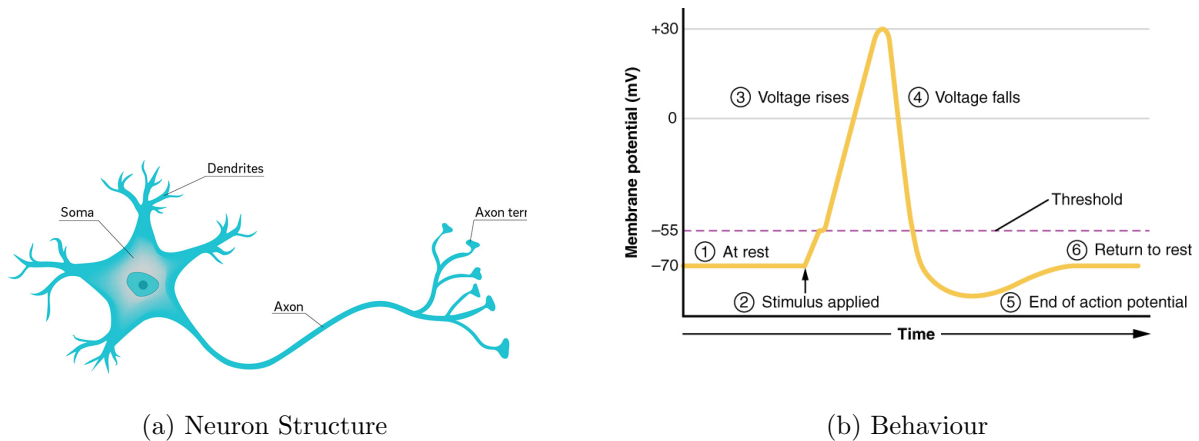 Dendrites
Soma
Axon terr
Axon
(a) Neuron Structure
Membrane potential (mV)
+30
0
−55
−70
③ Voltage rises
④ Voltage falls
Threshold
① At rest
⑥ Return to rest
② Stimulus applied
⑤ End of action potential
Time
(b) Behaviour